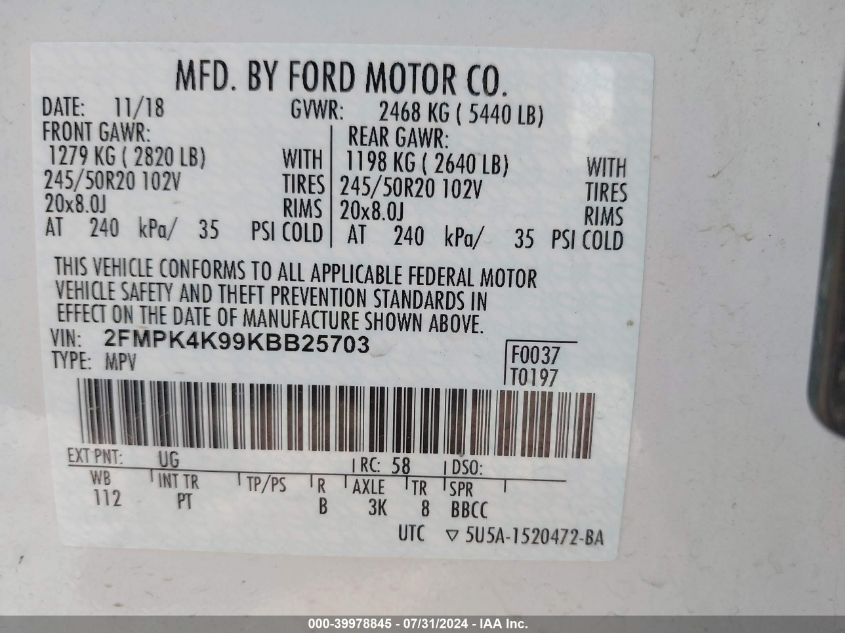 MFD. BY FORD MOTOR CO.
DATE: 11/18 GVWR: 2468 KG ( 5440 LB)
FRONT GAWR: REAR GAWR:
1279 KG ( 2820 LB) WITH 1198 KG ( 2640 LB) WITH
245/50R20 102V TIRES 245/50R20 102V TIRES
20x8.0J RIMS 20x8.0J RIMS
AT 240 kPa/ 35 PSI COLD AT 240 kPa/ 35 PSI COLD
THIS VEHICLE CONFORMS TO ALL APPLICABLE FEDERAL MOTOR
VEHICLE SAFETY AND THEFT PREVENTION STANDARDS IN
EFFECT ON THE DATE OF MANUFACTURE SHOWN ABOVE.
VIN: 2FMPK4K99KBB25703 F0037
TYPE: MPV T0197
EXT PNT: UG RC: 58 DSO:
WB INT TR TP/PS R AXLE TR SPR
112 PT B 3K 8 BBCC
UTC ▽ 5U5A-1520472-BA
000-39978845 - 07/31/2024 - IAA Inc.